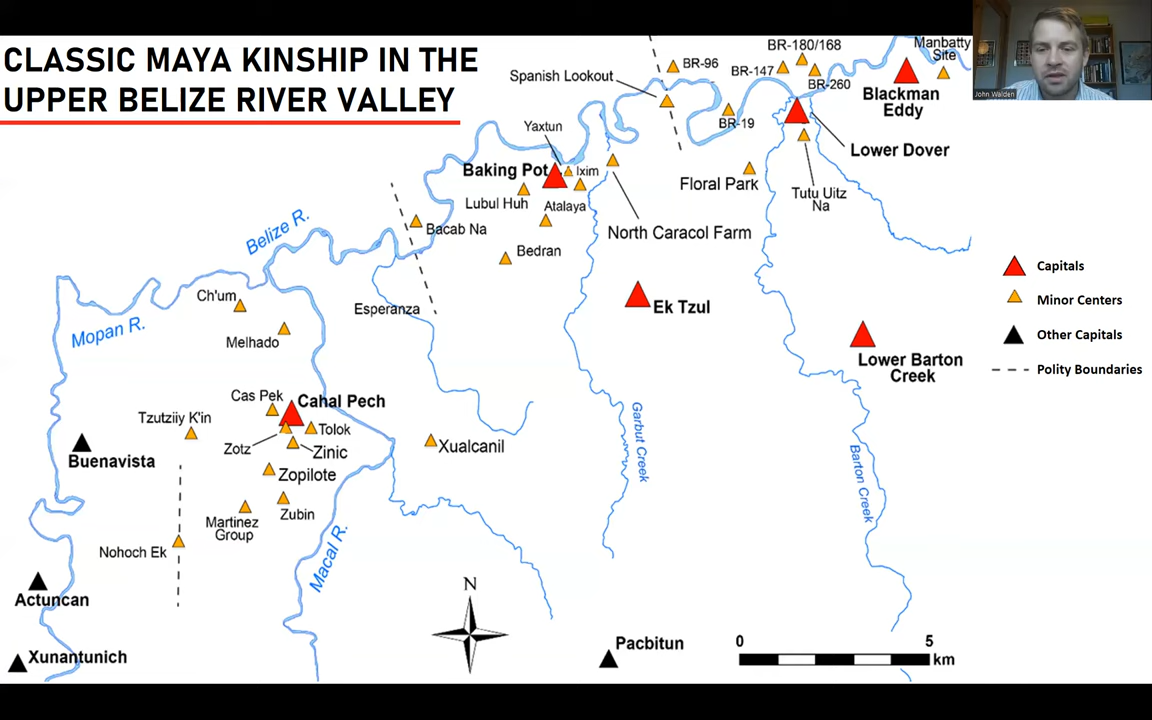 CLASSIC MAYA KINSHIP IN THE
UPPER BELIZE RIVER VALLEY
John Walden
BR-180/168
Manbatty
Site
BR-96
BR-147
Spanish Lookout
BR-260
Blackman
Eddy
BR-19
Yaxtun
Lower Dover
Baking Pot
Ixim
Floral Park
Tutu Uitz
Na
Lubul Huh
Atalaya
Bacab Na
North Caracol Farm
Bedran
Belize R.
Capitals
Ch'um
Minor Centers
Esperanza
Ek Tzul
Mopan R.
Other Capitals
Melhado
Lower Barton
Creek
Polity Boundaries
Cas Pek
Cahal Pech
Tzutziiy K'in
Tolok
Zotz
Zinic
Xualcanil
Garbut Creek
Buenavista
Zopilote
Barton Creek
Zubin
Martinez
Group
Nohoch Ek
Macal R.
N
Actuncan
Pacbitun
0 5
km
Xunantunich